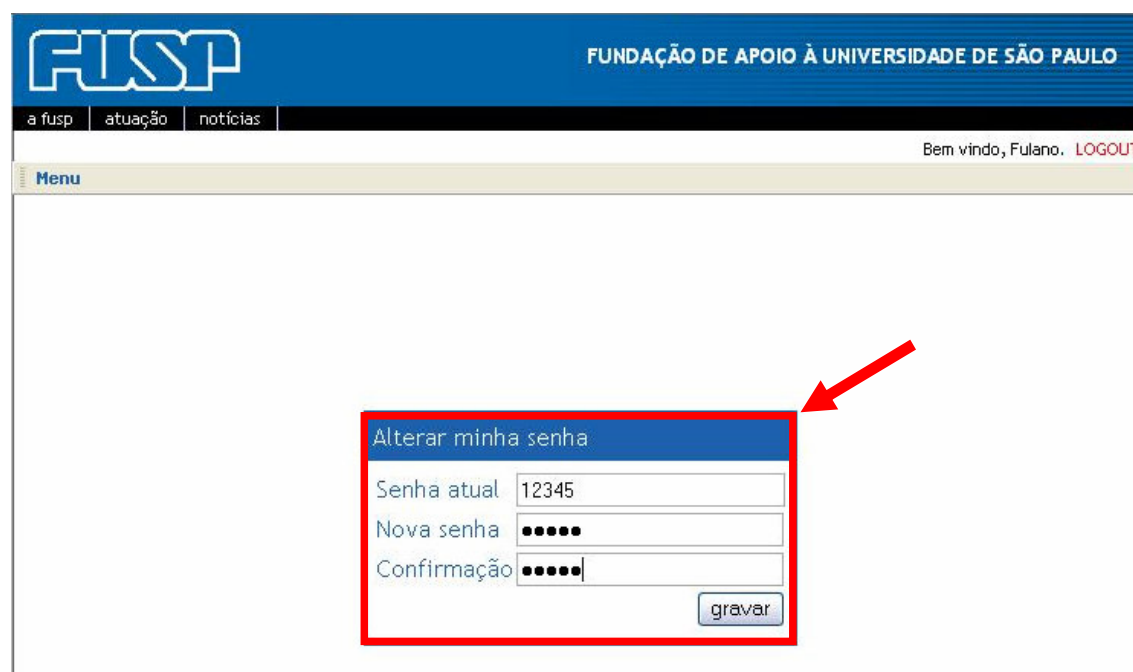 FUSP
FUNDAÇÃO DE APOIO À UNIVERSIDADE DE SÃO PAULO
a fusp atuação notícias
Bem vindo, Fulano. LOGOUT
Menu
Alterar minha senha
Senha atual 12345
Nova senha •••••
Confirmação •••••
gravar